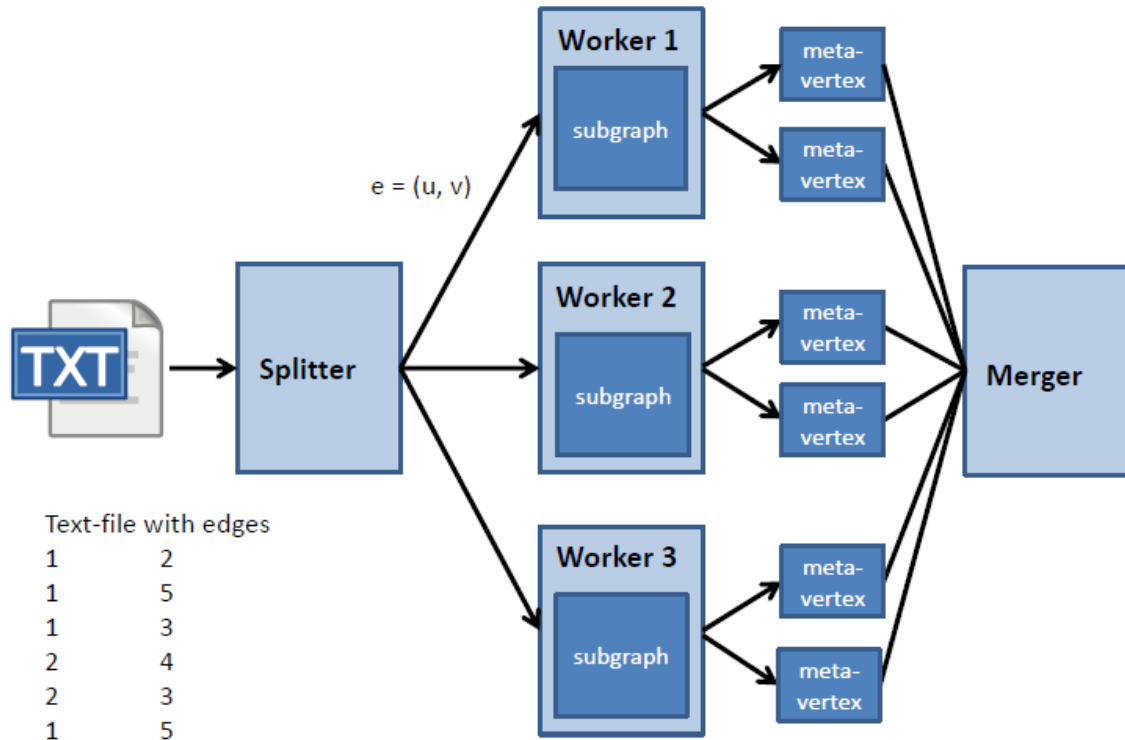 Worker 1
subgraph
meta-
vertex
meta-
vertex
e = (u, v)
TXT
Splitter
Worker 2
subgraph
meta-
vertex
meta-
vertex
Merger
Text-file with edges
1 2
1 5
1 3
2 4
2 3
1 5
Worker 3
subgraph
meta-
vertex
meta-
vertex